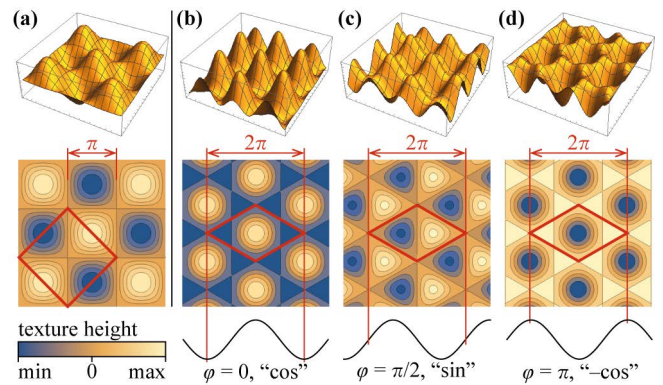 (a) (b) (c) (d)
π 2π 2π 2π
texture height
min 0 max
φ = 0, “cos” φ = π/2, “sin” φ = π, “–cos”